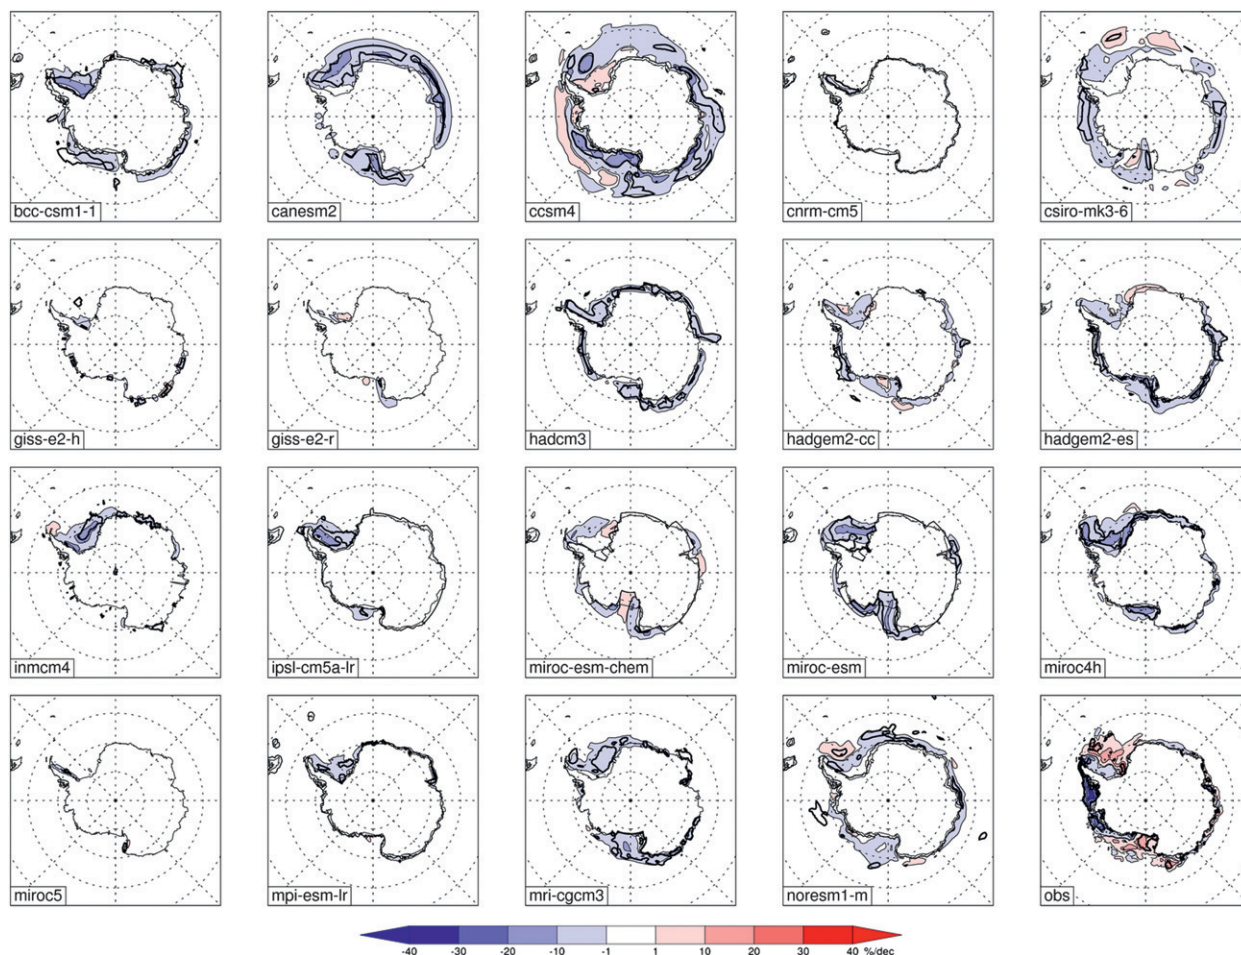 bcc-csm1-1
canesm2
ccsm4
cnrm-cm5
csiro-mk3-6
giss-e2-h
giss-e2-r
hadcm3
hadgem2-cc
hadgem2-es
inmcm4
ipsl-cm5a-lr
miroc-esm-chem
miroc-esm
miroc4h
miroc5
mpi-esm-lr
mri-cgcm3
noresm1-m
obs
-40 -30 -20 -10 -1 1 10 20 30 40 %/dec